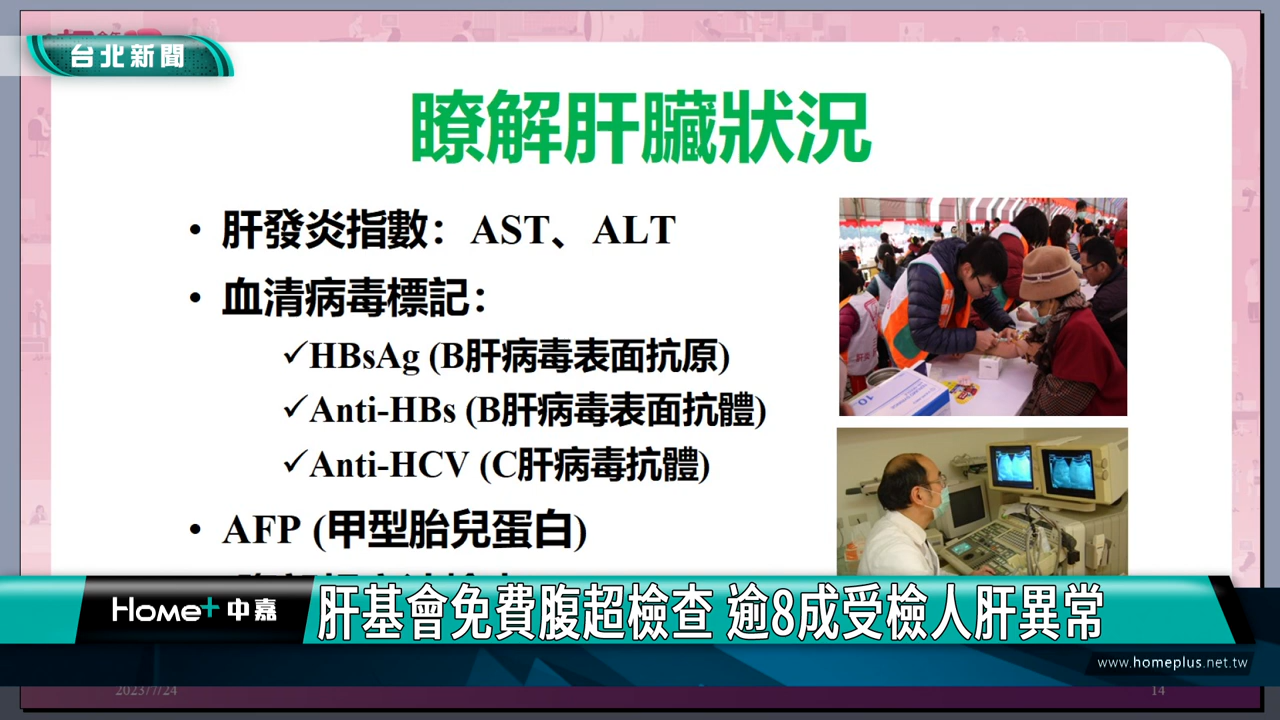 台北新聞
瞭解肝臟狀況
• 肝發炎指數：AST、ALT
• 血清病毒標記：
✓HBsAg (B肝病毒表面抗原)
✓Anti-HBs (B肝病毒表面抗體)
✓Anti-HCV (C肝病毒抗體)
• AFP (甲型胎兒蛋白)
Home+ 中嘉
肝基會免費腹超檢查 逾8成受檢人肝異常
www.homeplus.net.tw
2023/7/24
14